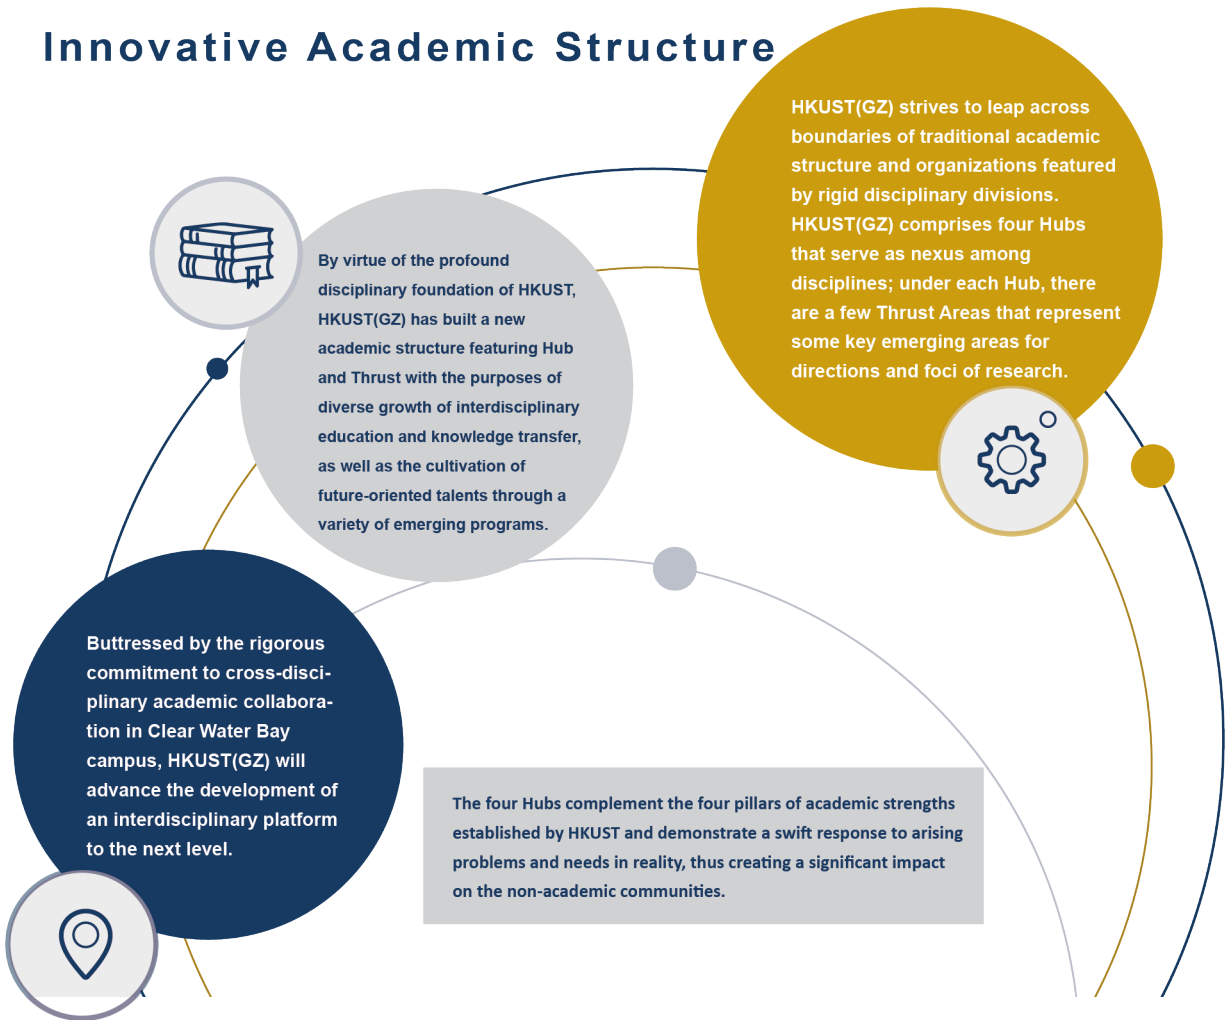 Innovative Academic Structure
HKUST(GZ) strives to leap across
boundaries of traditional academic
structure and organizations featured
by rigid disciplinary divisions.
HKUST(GZ) comprises four Hubs
that serve as nexus among
disciplines; under each Hub, there
are a few Thrust Areas that represent
some key emerging areas for
directions and foci of research.
By virtue of the profound
disciplinary foundation of HKUST,
HKUST(GZ) has built a new
academic structure featuring Hub
and Thrust with the purposes of
diverse growth of interdisciplinary
education and knowledge transfer,
as well as the cultivation of
future-oriented talents through a
variety of emerging programs.
Buttressed by the rigorous
commitment to cross-disci-
plinary academic collabora-
tion in Clear Water Bay
campus, HKUST(GZ) will
advance the development of
an interdisciplinary platform
to the next level.
The four Hubs complement the four pillars of academic strengths
established by HKUST and demonstrate a swift response to arising
problems and needs in reality, thus creating a significant impact
on the non-academic communities.